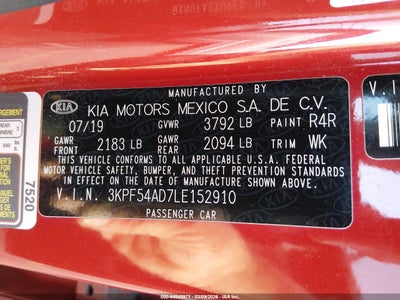 MANUFACTURED BY
KIA KIA MOTORS MEXICO S.A. DE C.V.
07/19 GVWR 3792 LB PAINT R4R
GAWR FRONT 2183 LB GAWR REAR 2094 LB TRIM WK
THIS VEHICLE CONFORMS TO ALL APPLICABLE U.S.A. FEDERAL
MOTOR VEHICLE SAFETY, BUMPER, AND THEFT PREVENTION STANDARDS
IN EFFECT ON THE DATE OF MANUFACTURE SHOWN ABOVE.
V.I.N. 3KPF54AD7LE152910
PASSENGER CAR
7520
V.I.